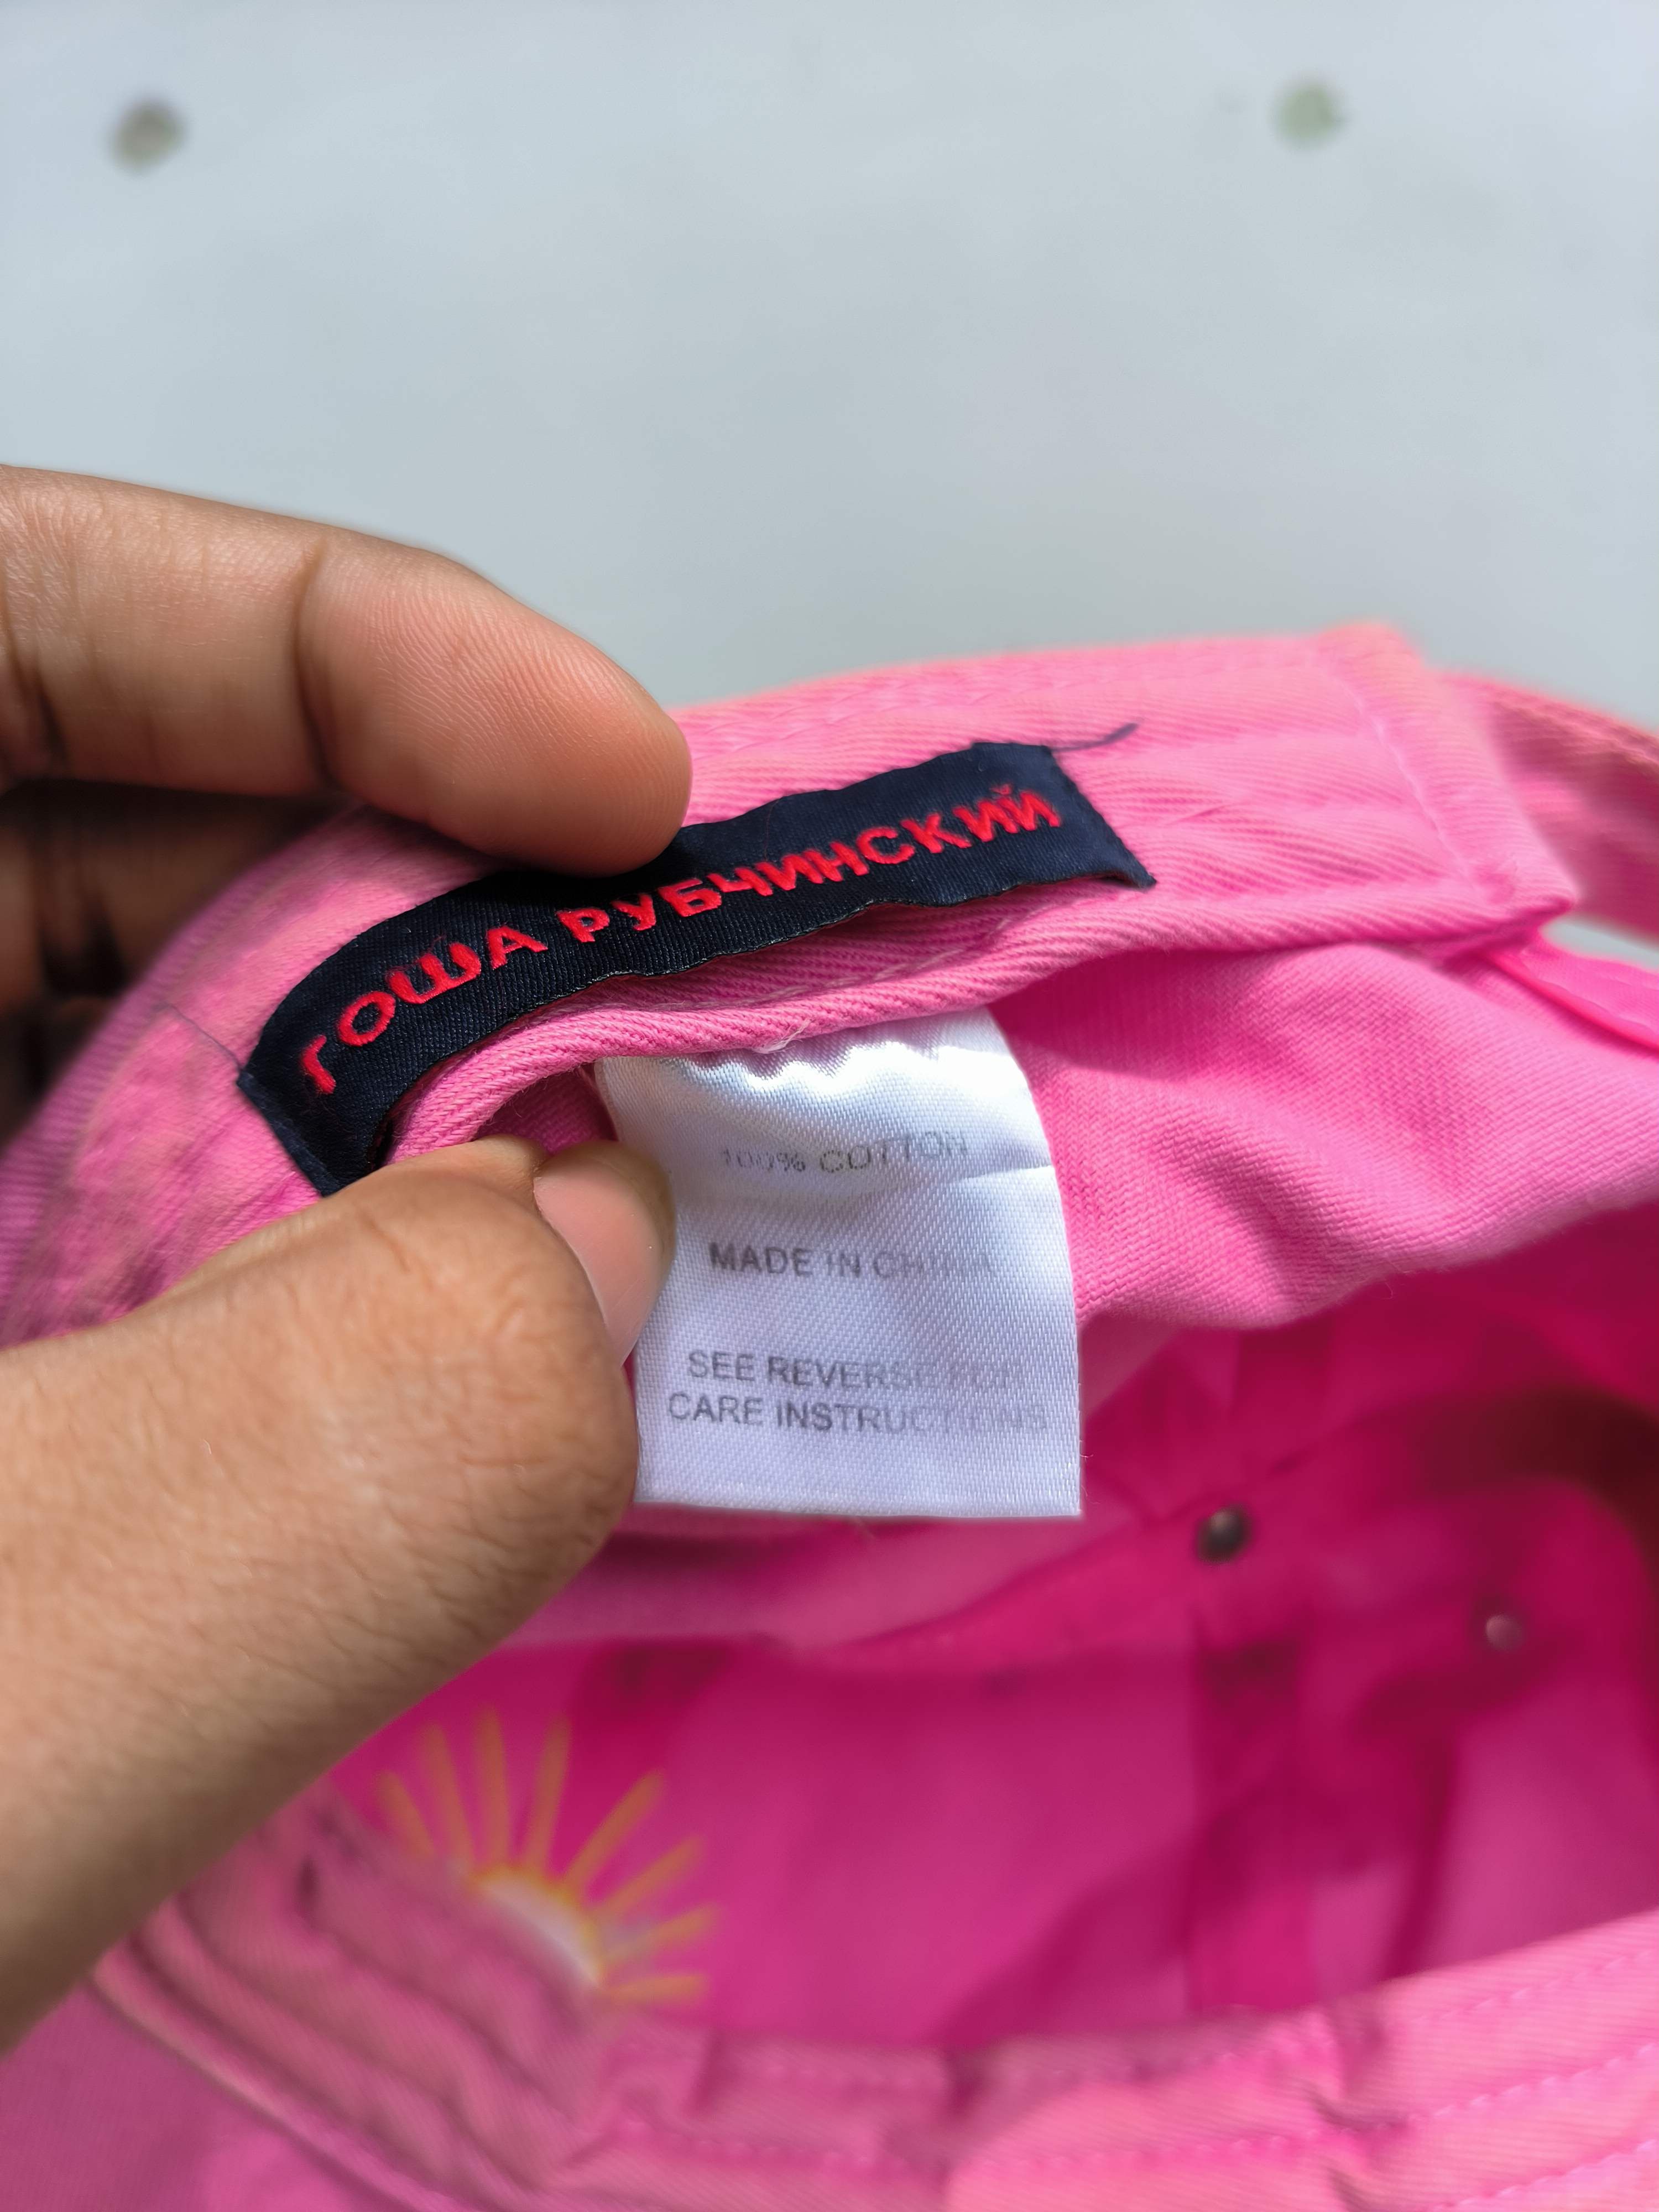 ГОША РУБЧИНСКИЙ
100% COTTON
MADE IN CHINA
SEE REVERSE FOR
CARE INSTRUCTIONS